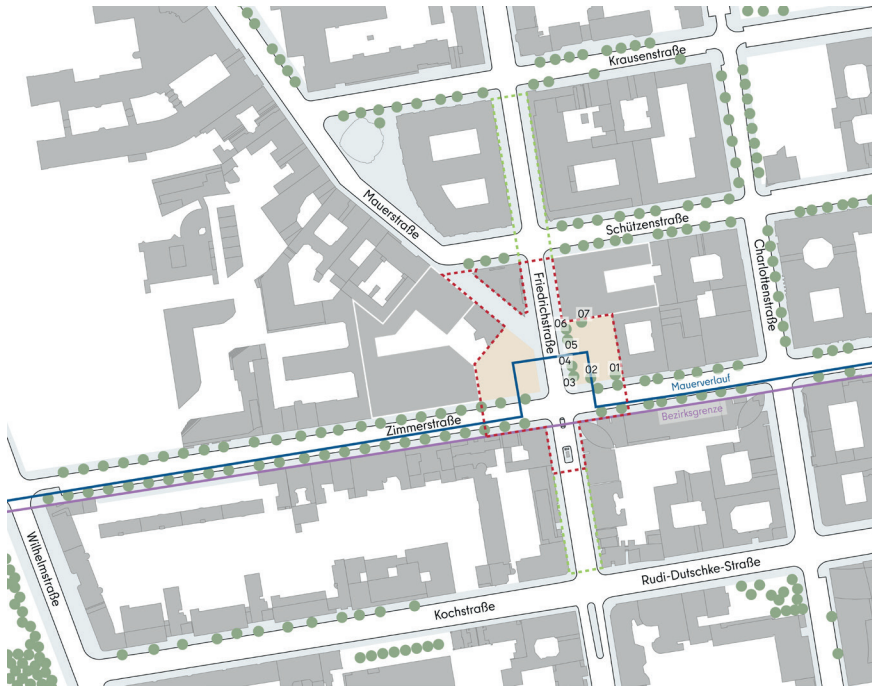 Krausenstraße
Mauerstraße
Schützenstraße
Charlottenstraße
Friedrichstraße
07
06
05
04
03
02
01
Mauerverlauf
Bezirksgrenze
Zimmerstraße
Wilhelmstraße
Rudi-Dutschke-Straße
Kochstraße